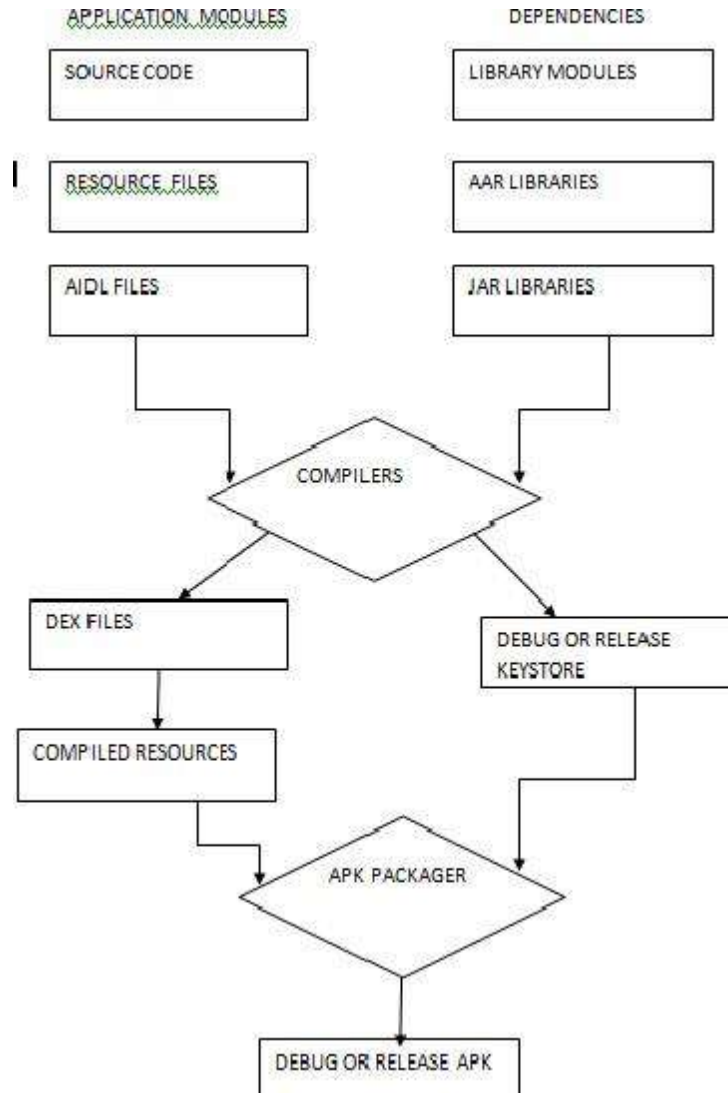 APPLICATION MODULES
DEPENDENCIES
SOURCE CODE
LIBRARY MODULES
RESOURCE FILES
AAR LIBRARIES
AIDL FILES
JAR LIBRARIES
COMPILERS
DEX FILES
DEBUG OR RELEASE
KEYSTORE
COMPILED RESOURCES
APK PACKAGER
DEBUG OR RELEASE APK